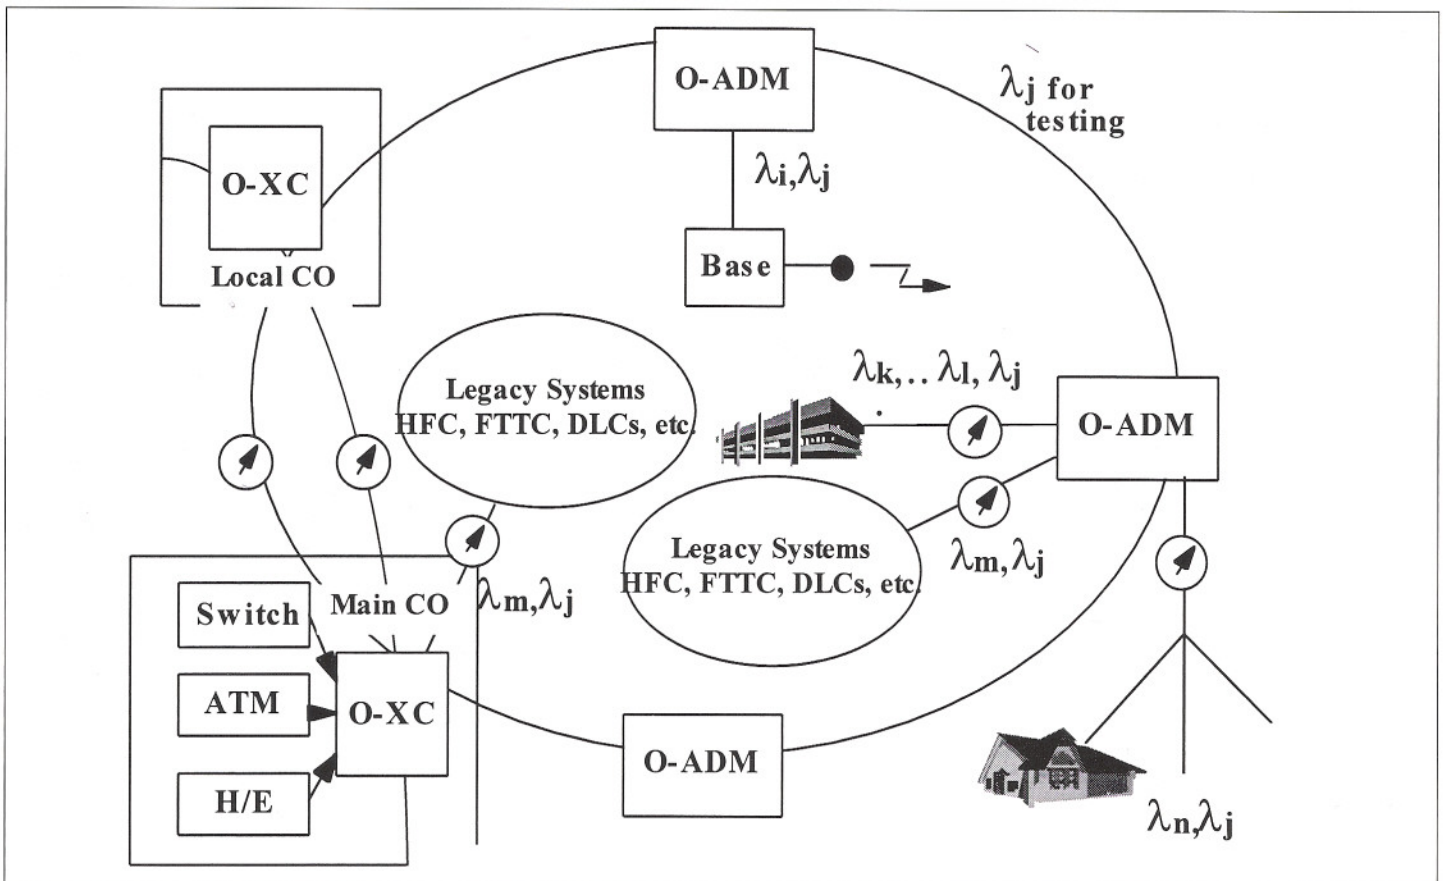 O-ADM
λj for
testing
O-XC
λi,λj
Base
Local CO
Legacy Systems
HFC, FTTC, DLCs, etc.
λk,.. λl, λj
O-ADM
Legacy Systems
HFC, FTTC, DLCs, etc.
λm,λj
Switch
Main CO
λm,λj
ATM
O-XC
H/E
O-ADM
λn,λj